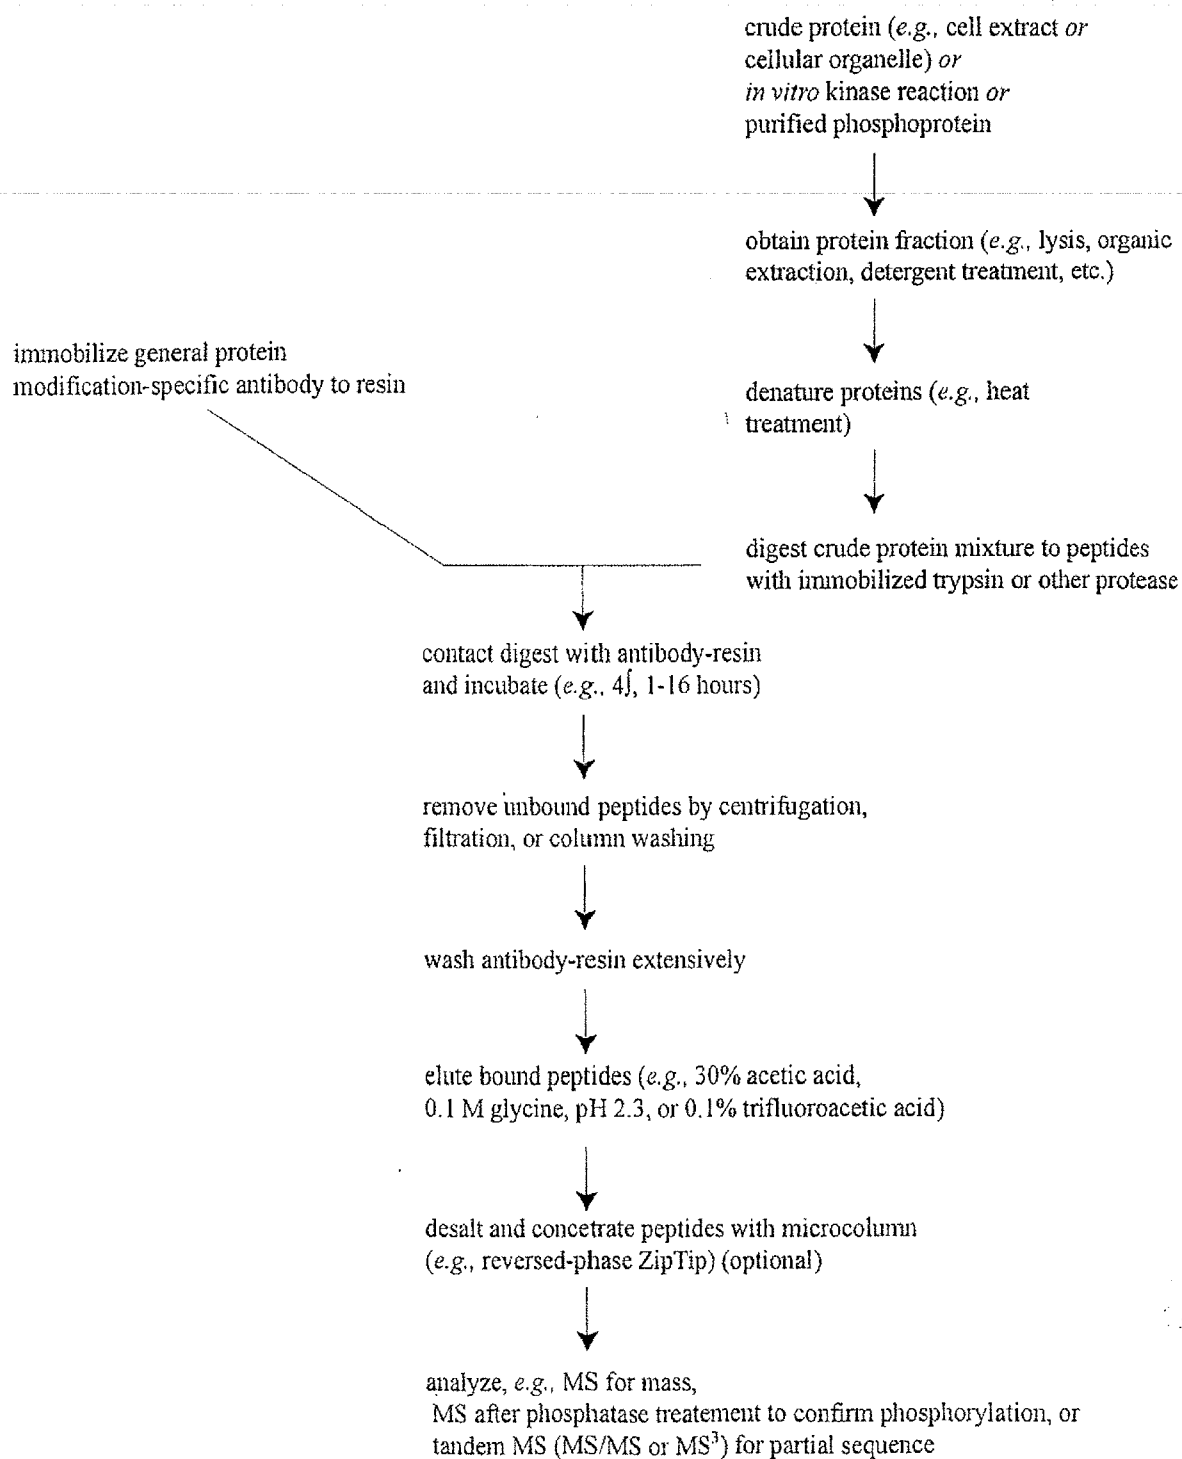 crude protein (e.g., cell extract or
cellular organelle) or
in vitro kinase reaction or
purified phosphoprotein
obtain protein fraction (e.g., lysis, organic
extraction, detergent treatment, etc.)
immobilize general protein
modification-specific antibody to resin
denature proteins (e.g., heat
treatment)
digest crude protein mixture to peptides
with immobilized trypsin or other protease
contact digest with antibody-resin
and incubate (e.g., 4∫, 1-16 hours)
remove unbound peptides by centrifugation,
filtration, or column washing
wash antibody-resin extensively
elute bound peptides (e.g., 30% acetic acid,
0.1 M glycine, pH 2.3, or 0.1% trifluoroacetic acid)
desalt and concetrate peptides with microcolumn
(e.g., reversed-phase ZipTip) (optional)
analyze, e.g., MS for mass,
MS after phosphatase treatement to confirm phosphorylation, or
tandem MS (MS/MS or MS³) for partial sequence